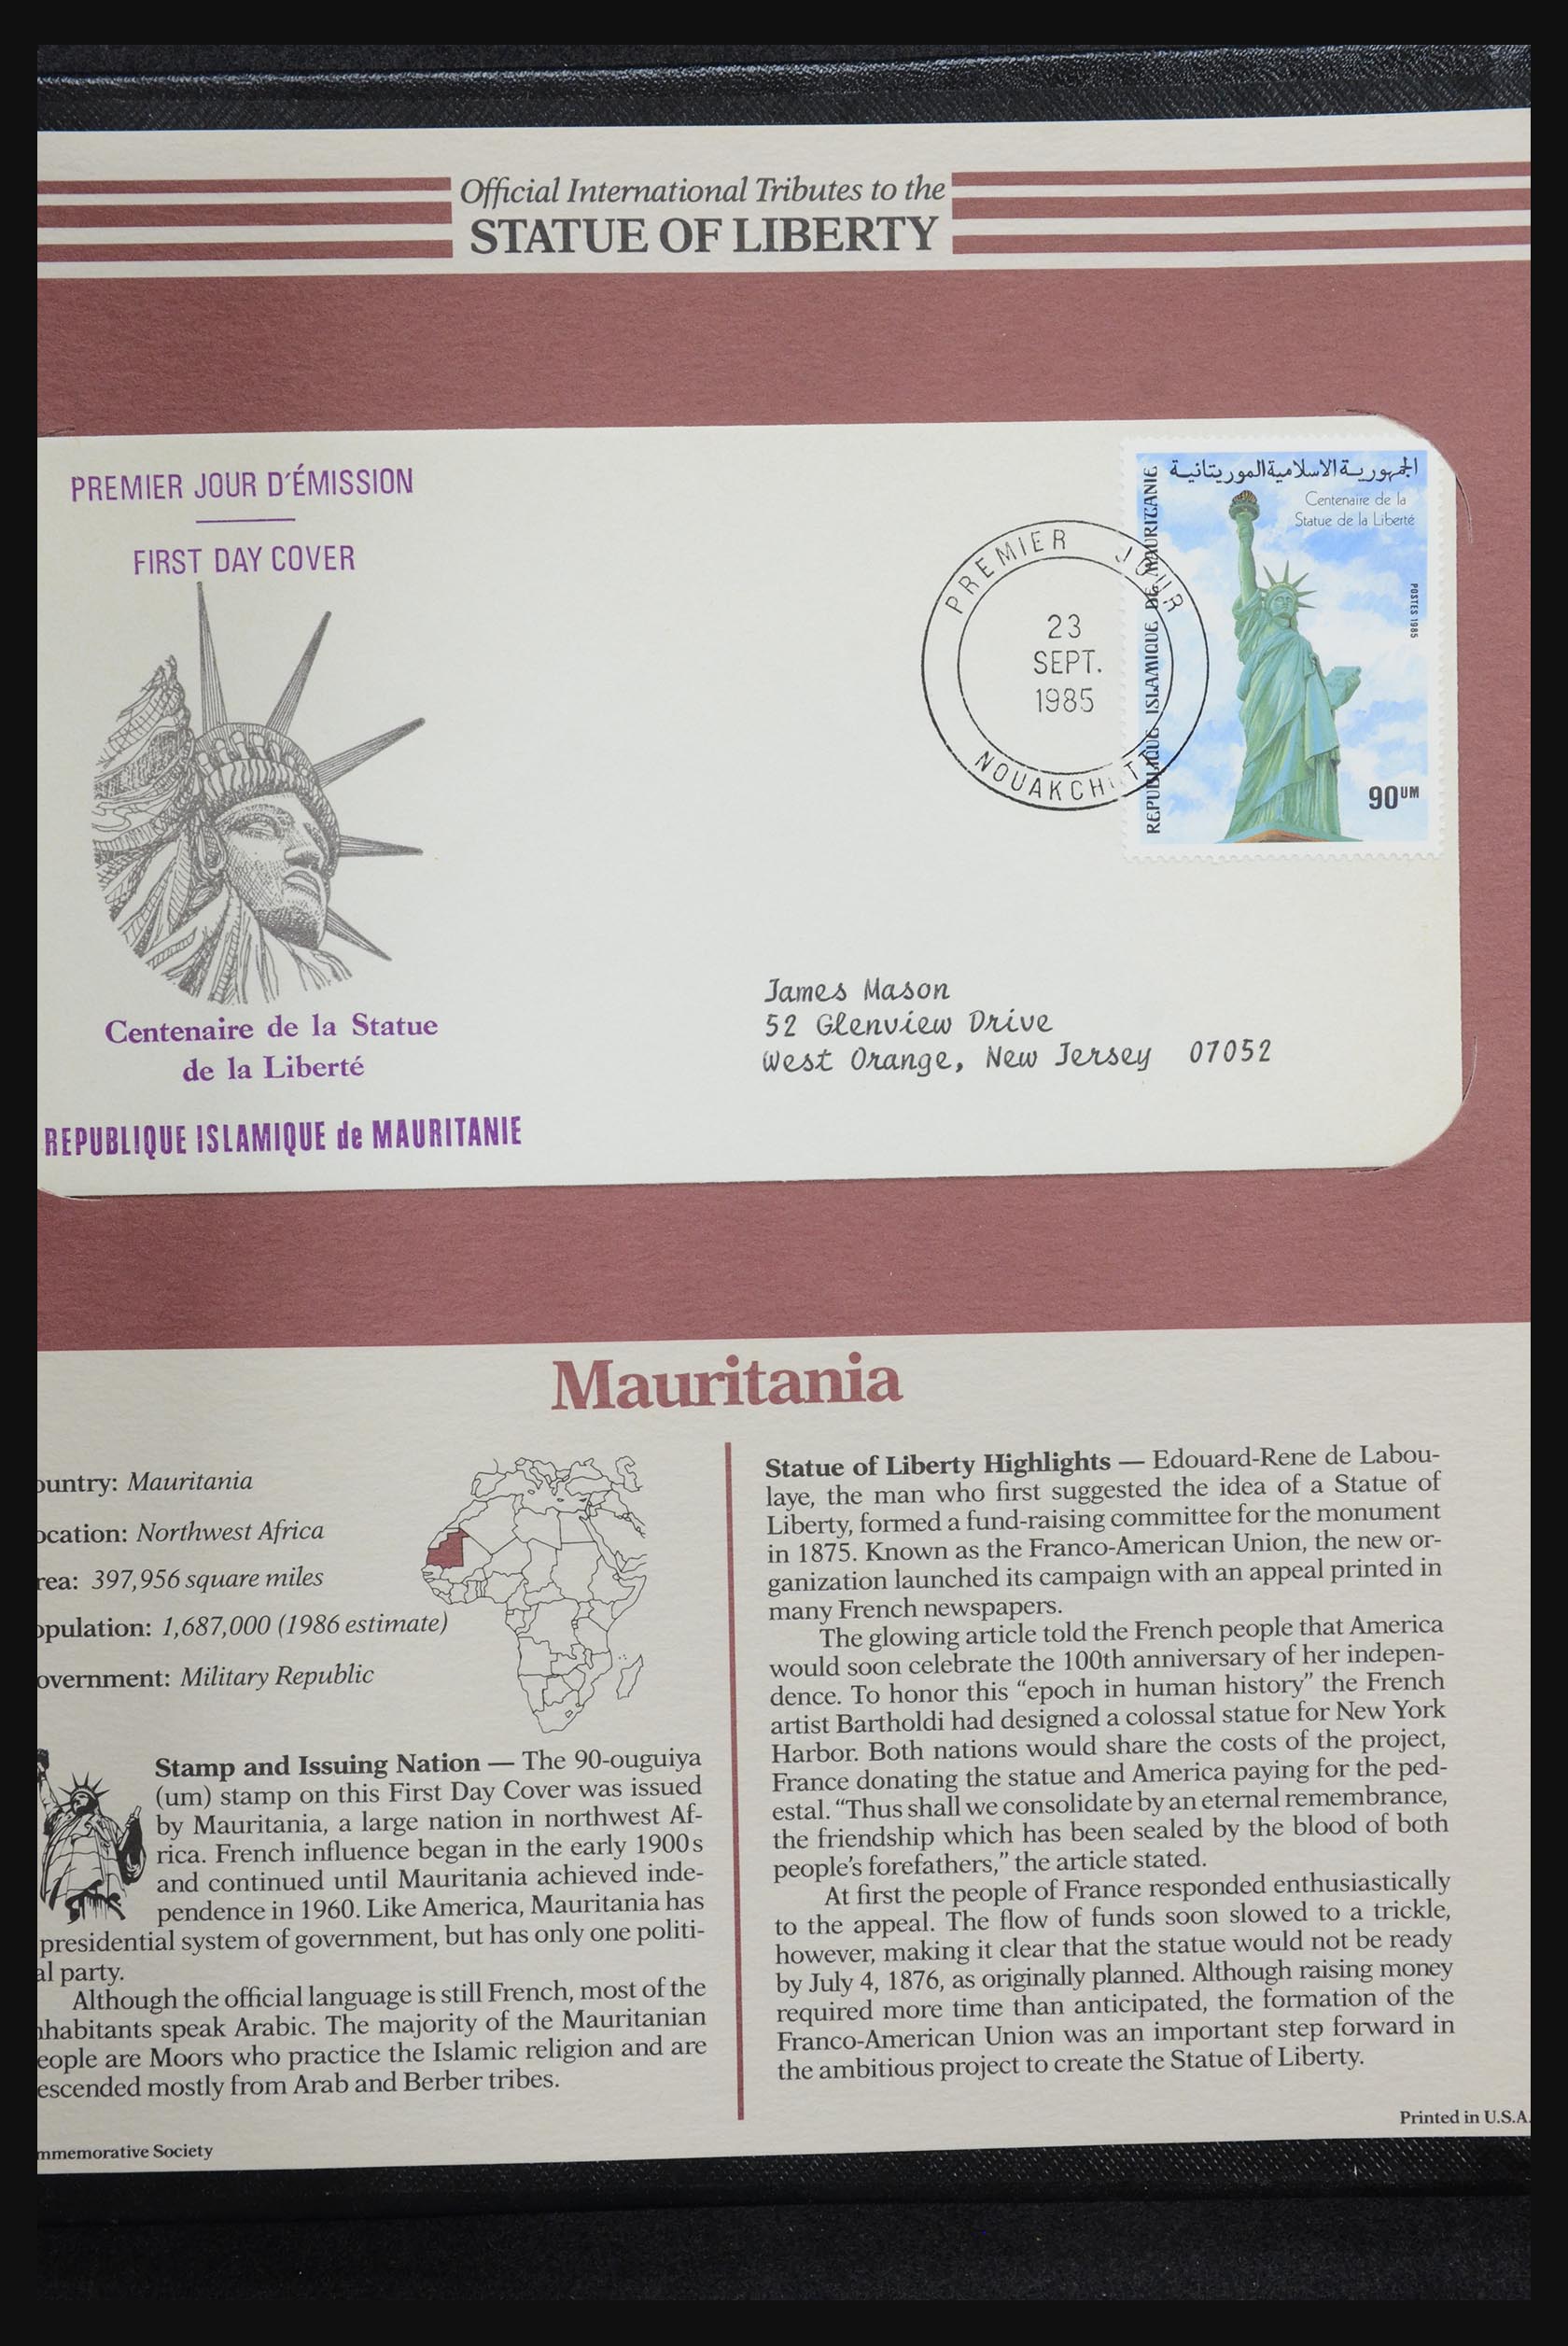 Official International Tributes to the
STATUE OF LIBERTY
PREMIER JOUR D'ÉMISSION
FIRST DAY COVER
Centenaire de la Statue
de la Liberté
REPUBLIQUE ISLAMIQUE de MAURITANIE
PREMIER JOUR
23
SEPT.
1985
NOUAKCHOTT
الجمهورية الاسلامية الموريتانية
Centenaire de la
Statue de la Liberté
REPUBLIQUE ISLAMIQUE DE MAURITANIE
POSTES 1985
90UM
James Mason
52 Glenview Drive
West Orange, New Jersey 07052
Mauritania
ountry: Mauritania
ocation: Northwest Africa
rea: 397,956 square miles
opulation: 1,687,000 (1986 estimate)
overnment: Military Republic
Stamp and Issuing Nation — The 90-ouguiya
(um) stamp on this First Day Cover was issued
by Mauritania, a large nation in northwest Af-
rica. French influence began in the early 1900s
and continued until Mauritania achieved inde-
pendence in 1960. Like America, Mauritania has
presidential system of government, but has only one politi-
al party.
Although the official language is still French, most of the
nhabitants speak Arabic. The majority of the Mauritanian
eople are Moors who practice the Islamic religion and are
escended mostly from Arab and Berber tribes.
mmemorative Society
Statue of Liberty Highlights — Edouard-Rene de Labou-
laye, the man who first suggested the idea of a Statue of
Liberty, formed a fund-raising committee for the monument
in 1875. Known as the Franco-American Union, the new or-
ganization launched its campaign with an appeal printed in
many French newspapers.
The glowing article told the French people that America
would soon celebrate the 100th anniversary of her indepen-
dence. To honor this “epoch in human history” the French
artist Bartholdi had designed a colossal statue for New York
Harbor. Both nations would share the costs of the project,
France donating the statue and America paying for the ped-
estal. “Thus shall we consolidate by an eternal remembrance,
the friendship which has been sealed by the blood of both
people's forefathers,” the article stated.
At first the people of France responded enthusiastically
to the appeal. The flow of funds soon slowed to a trickle,
however, making it clear that the statue would not be ready
by July 4, 1876, as originally planned. Although raising money
required more time than anticipated, the formation of the
Franco-American Union was an important step forward in
the ambitious project to create the Statue of Liberty.
Printed in U.S.A.